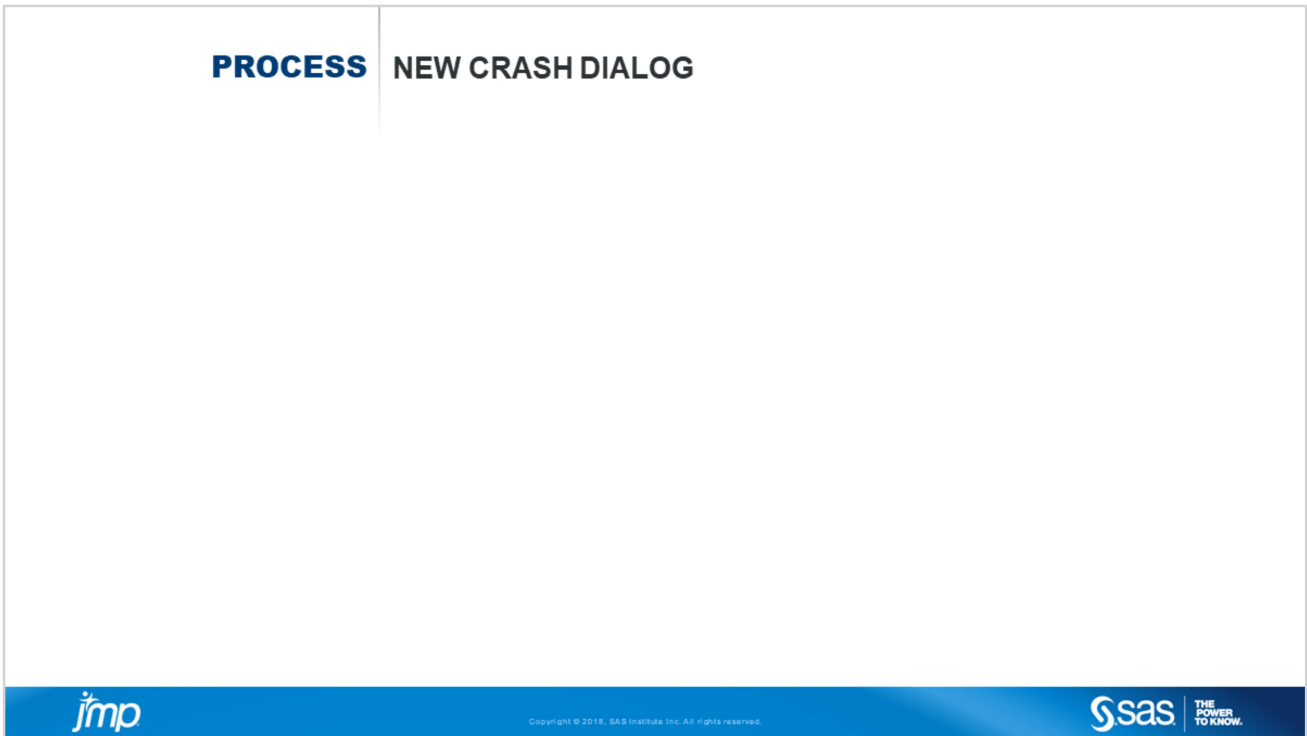 PROCESS NEW CRASH DIALOG
jmp
Copyright © 2018, SAS Institute Inc. All rights reserved.
sas
THE
POWER
TO KNOW.